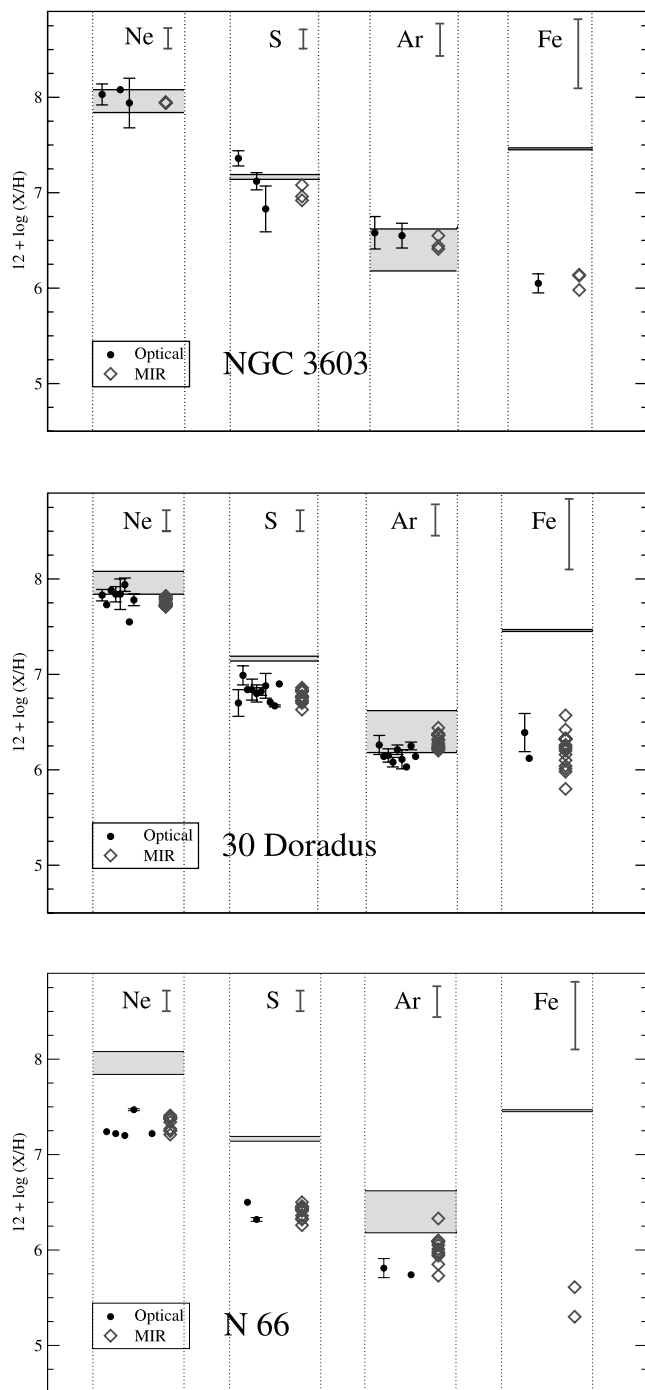 Ne S Ar Fe
8
7
6
5
12 + log (X/H)
Optical
MIR
NGC 3603
Ne S Ar Fe
8
7
6
5
12 + log (X/H)
Optical
MIR
30 Doradus
Ne S Ar Fe
8
7
6
5
12 + log (X/H)
Optical
MIR
N 66